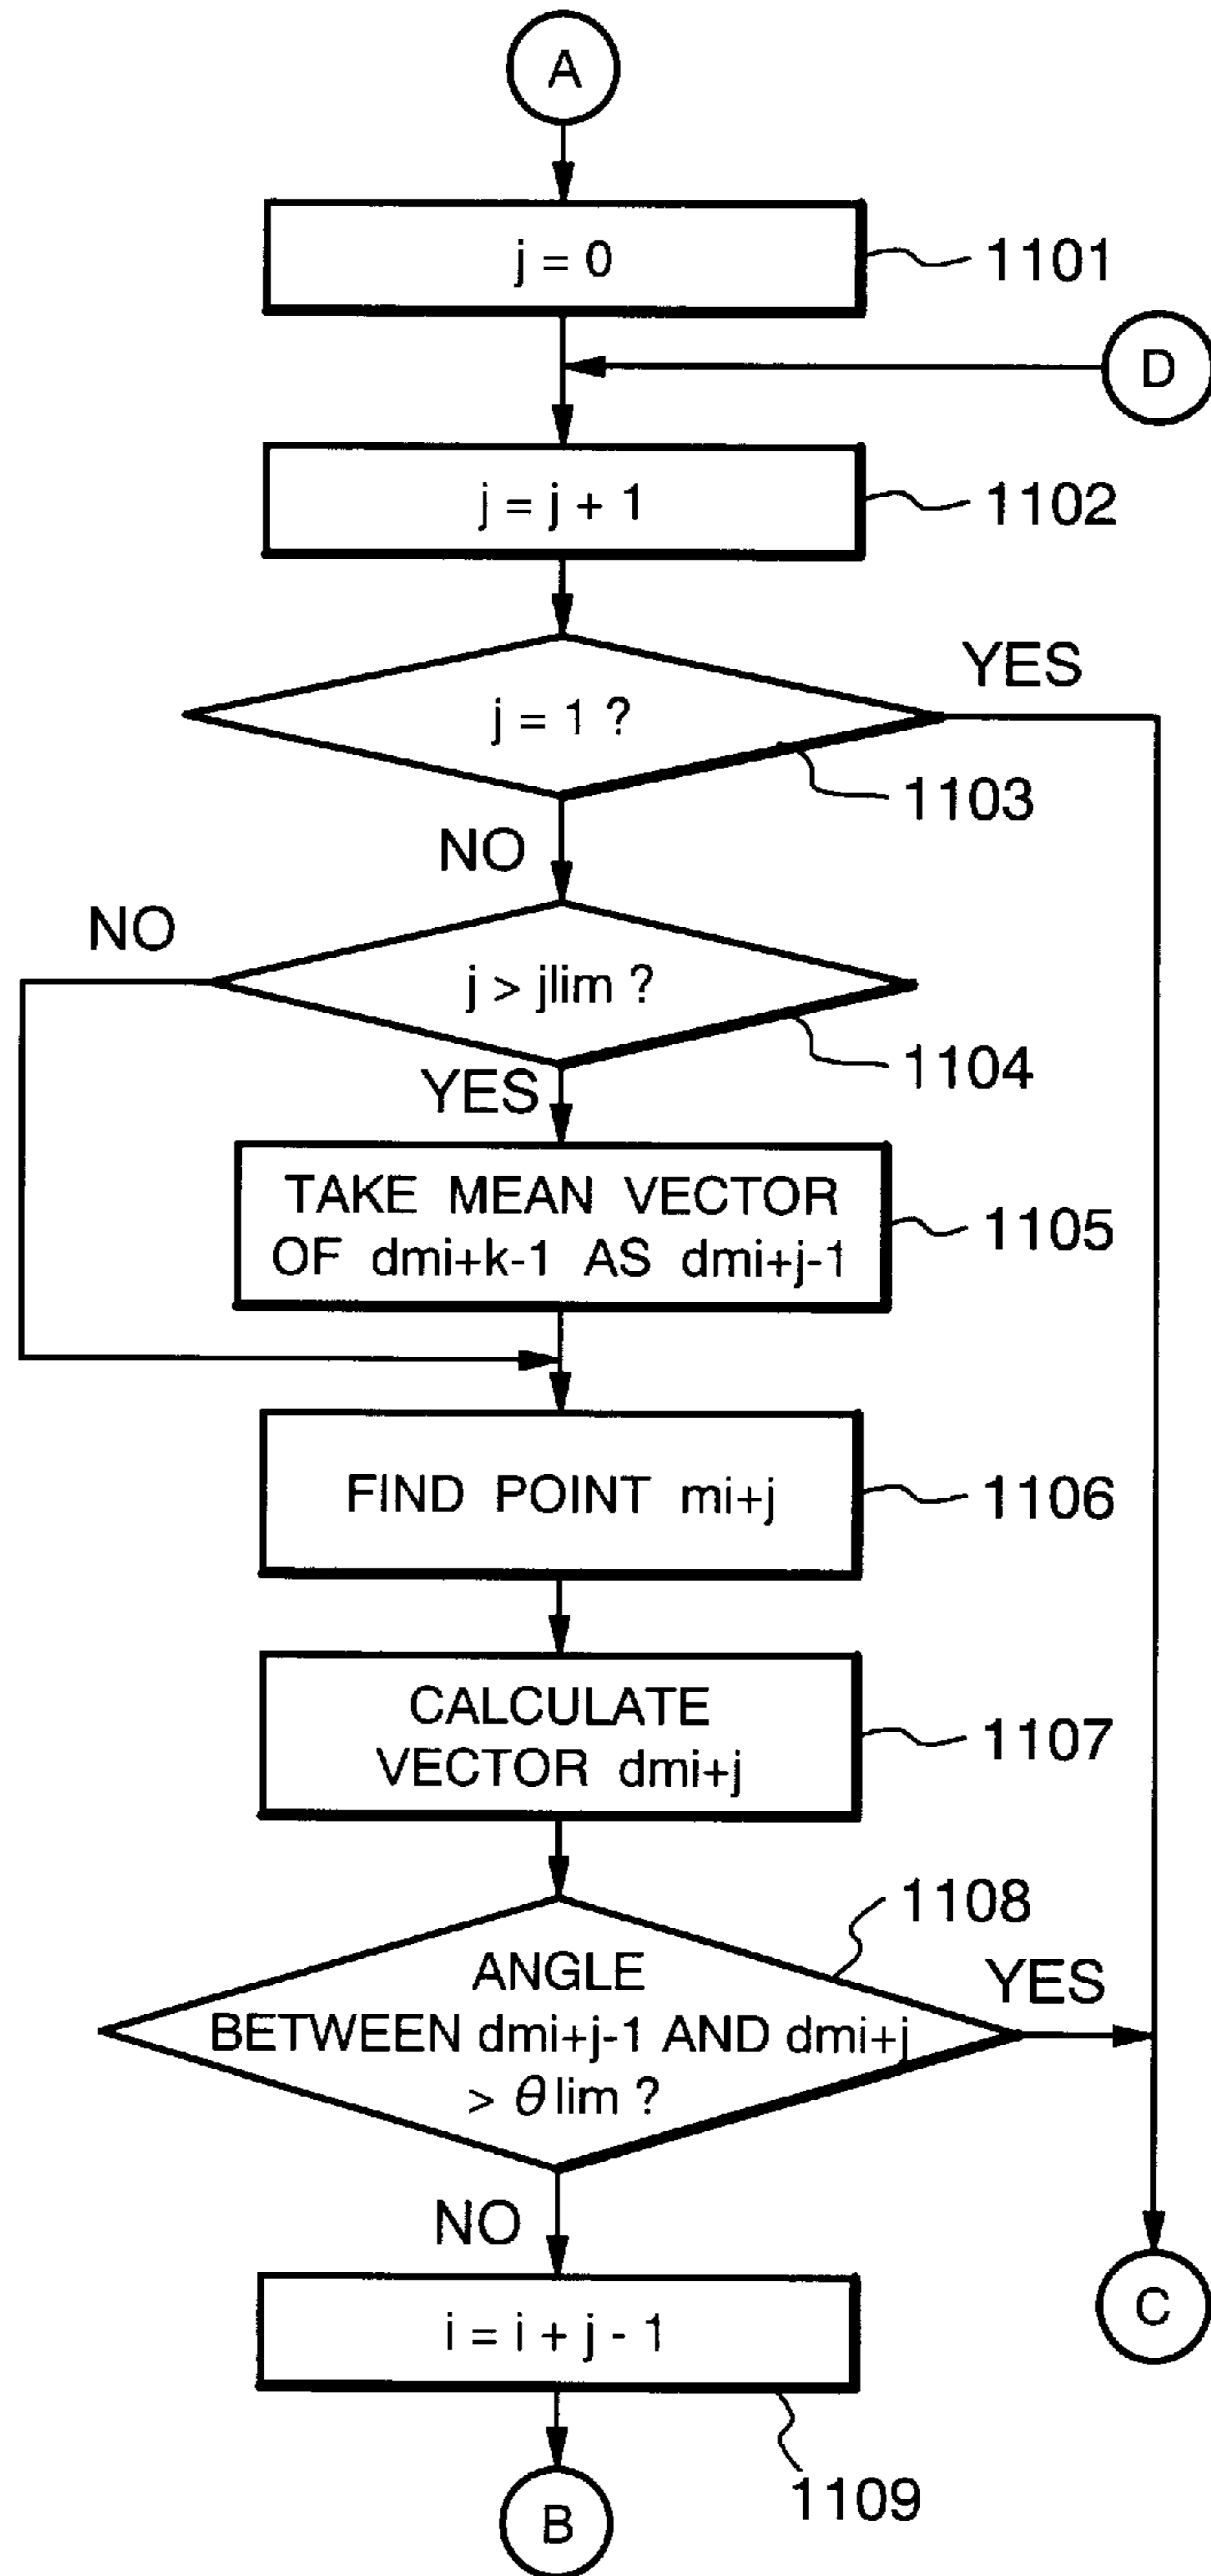 A
j = 0
1101
D
j = j + 1
1102
j = 1 ?
YES
1103
NO
NO
j > jlim ?
1104
YES
TAKE MEAN VECTOR
OF dmi+k-1 AS dmi+j-1
1105
FIND POINT mi+j
1106
CALCULATE
VECTOR dmi+j
1107
1108
ANGLE
BETWEEN dmi+j-1 AND dmi+j
> θ lim ?
YES
NO
i = i + j - 1
C
1109
B